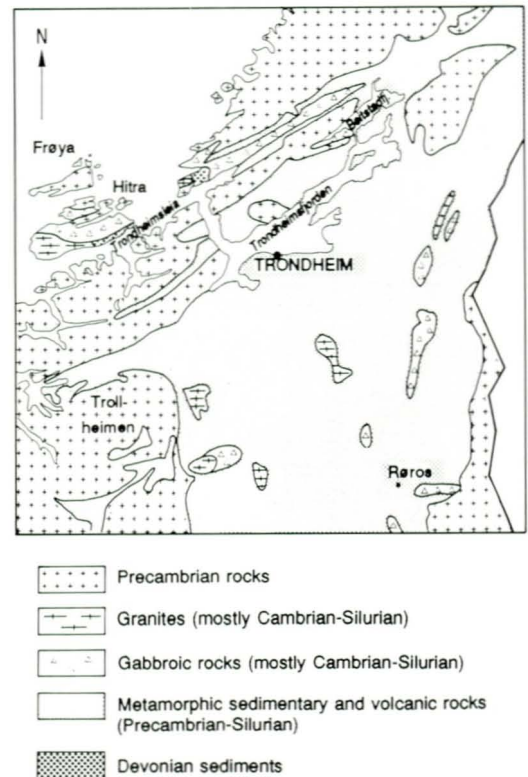 N
Frøya
Hitra
Trondheimsleia
Beitstadfj.
Trondheimsfjorden
TRONDHEIM
Troll-
heimen
Røros
Precambrian rocks
Granites (mostly Cambrian-Silurian)
Gabbroic rocks (mostly Cambrian-Silurian)
Metamorphic sedimentary and volcanic rocks
(Precambrian-Silurian)
Devonian sediments